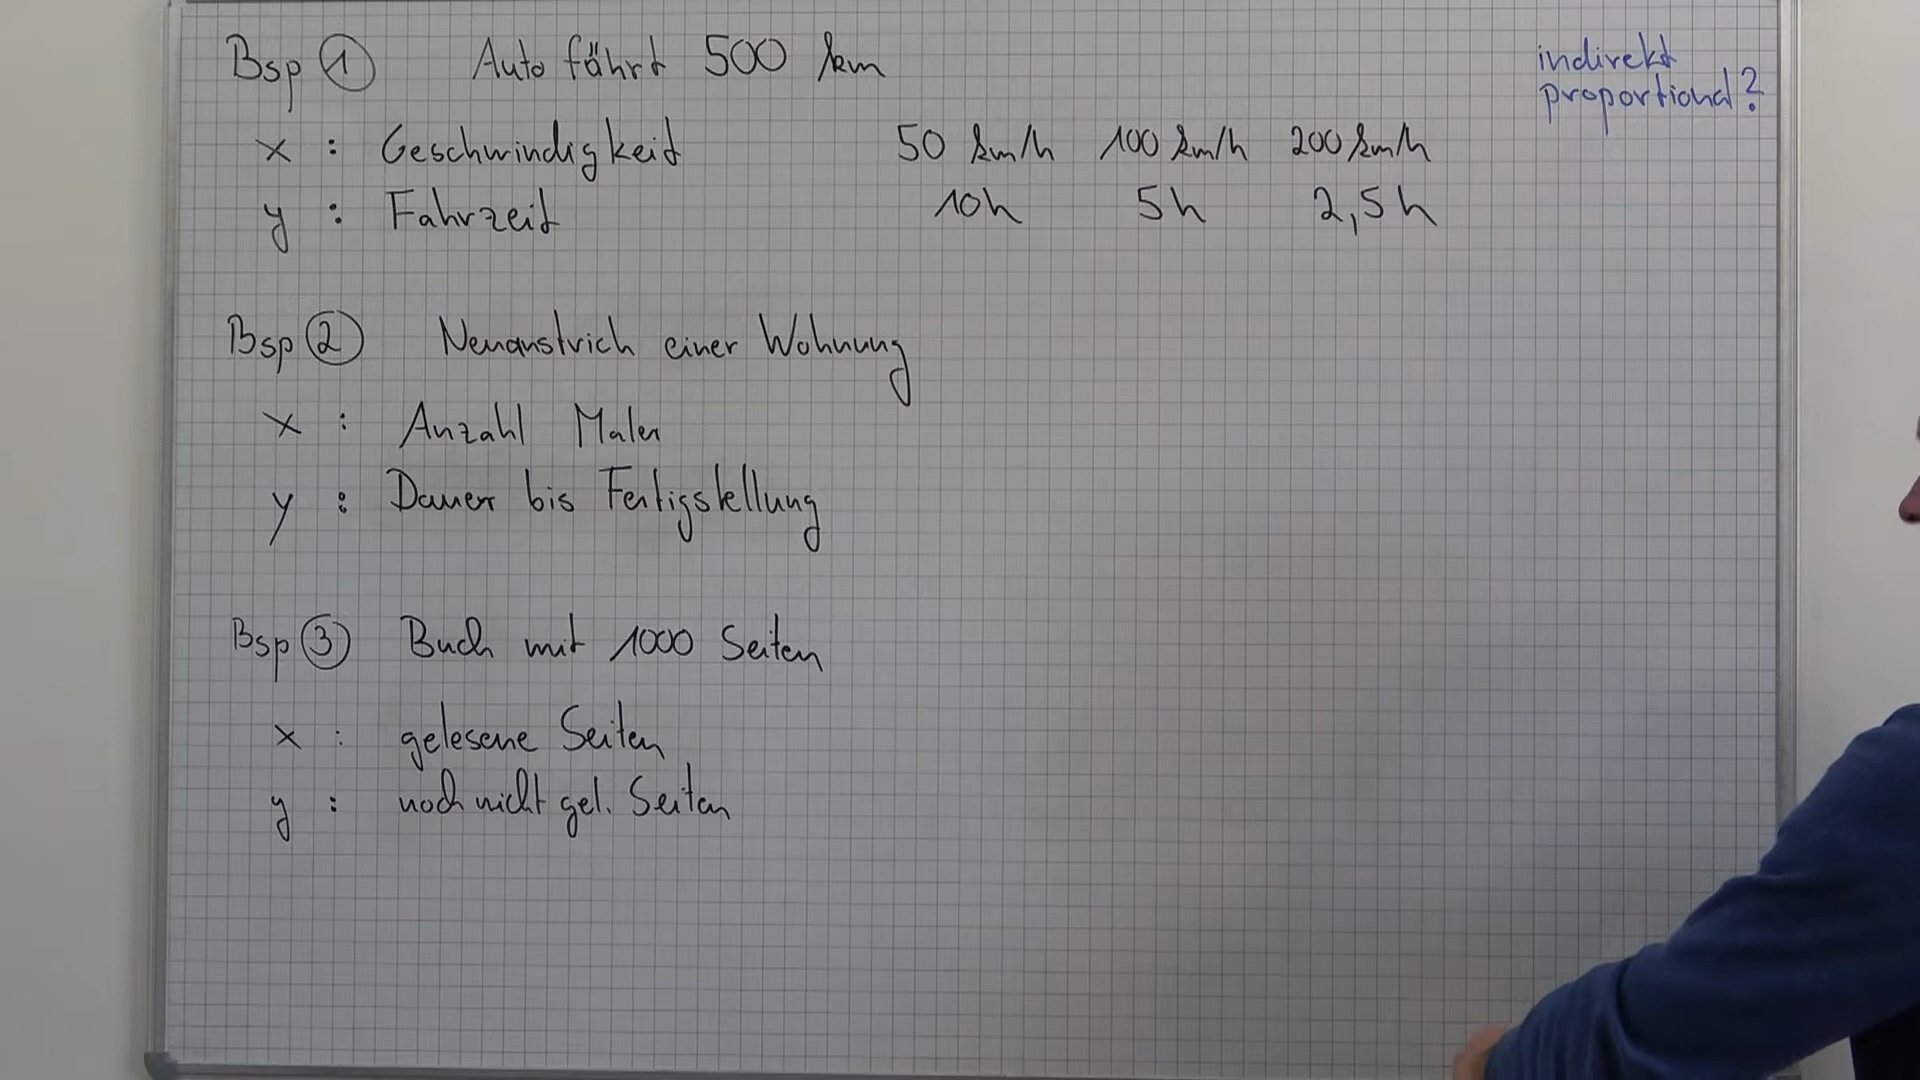 Bsp ① Auto fährt 500 km
indirekt
proportional?
x : Geschwindigkeit 50 km/h 100 km/h 200 km/h
y : Fahrzeit 10h 5h 2,5h
Bsp ② Neuanstrich einer Wohnung
x : Anzahl Maler
y : Dauer bis Fertigstellung
Bsp ③ Buch mit 1000 Seiten
x : gelesene Seiten
y : noch nicht gel. Seiten